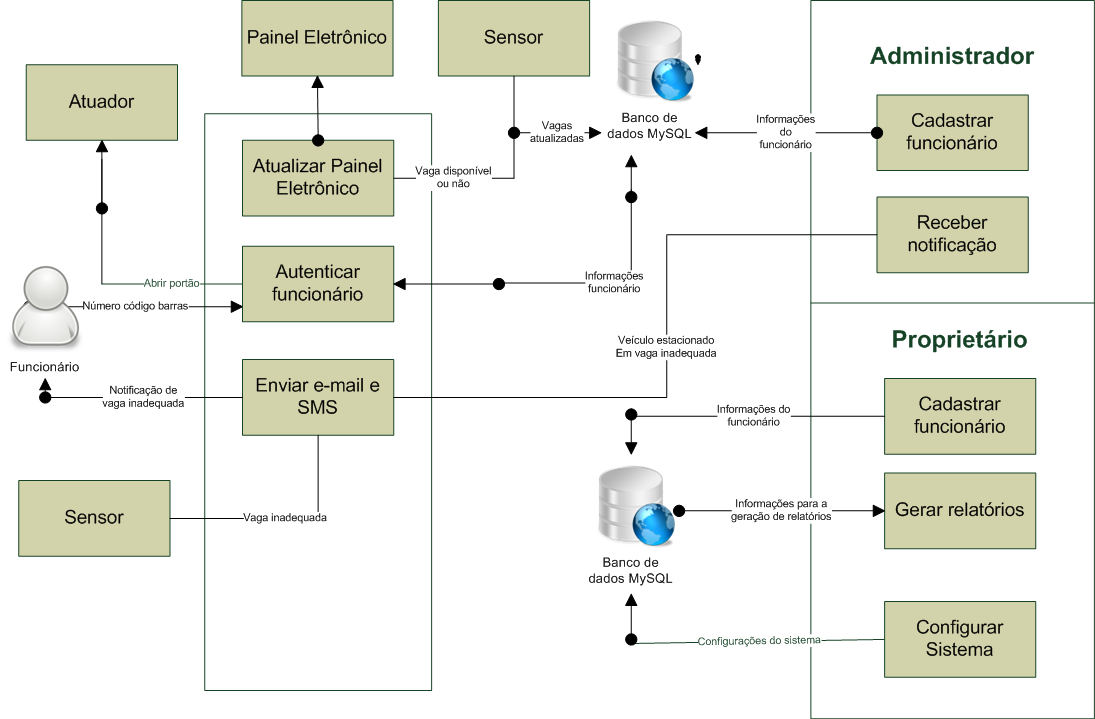 Painel Eletrônico
Sensor
Administrador
Atuador
Banco de
dados MySQL
Vagas
atualizadas
Informações
do
funcionário
Cadastrar
funcionário
Atualizar Painel
Eletrônico
Vaga disponível
ou não
Receber
notificação
Autenticar
funcionário
Abrir portão
Informações
funcionário
Número código barras
Funcionário
Veículo estacionado
Em vaga inadequada
Proprietário
Notificação de
vaga inadequada
Enviar e-mail e
SMS
Informações do
funcionário
Cadastrar
funcionário
Sensor
Vaga inadequada
Informações para a
geração de relatórios
Gerar relatórios
Banco de
dados MySQL
Configurações do sistema
Configurar
Sistema